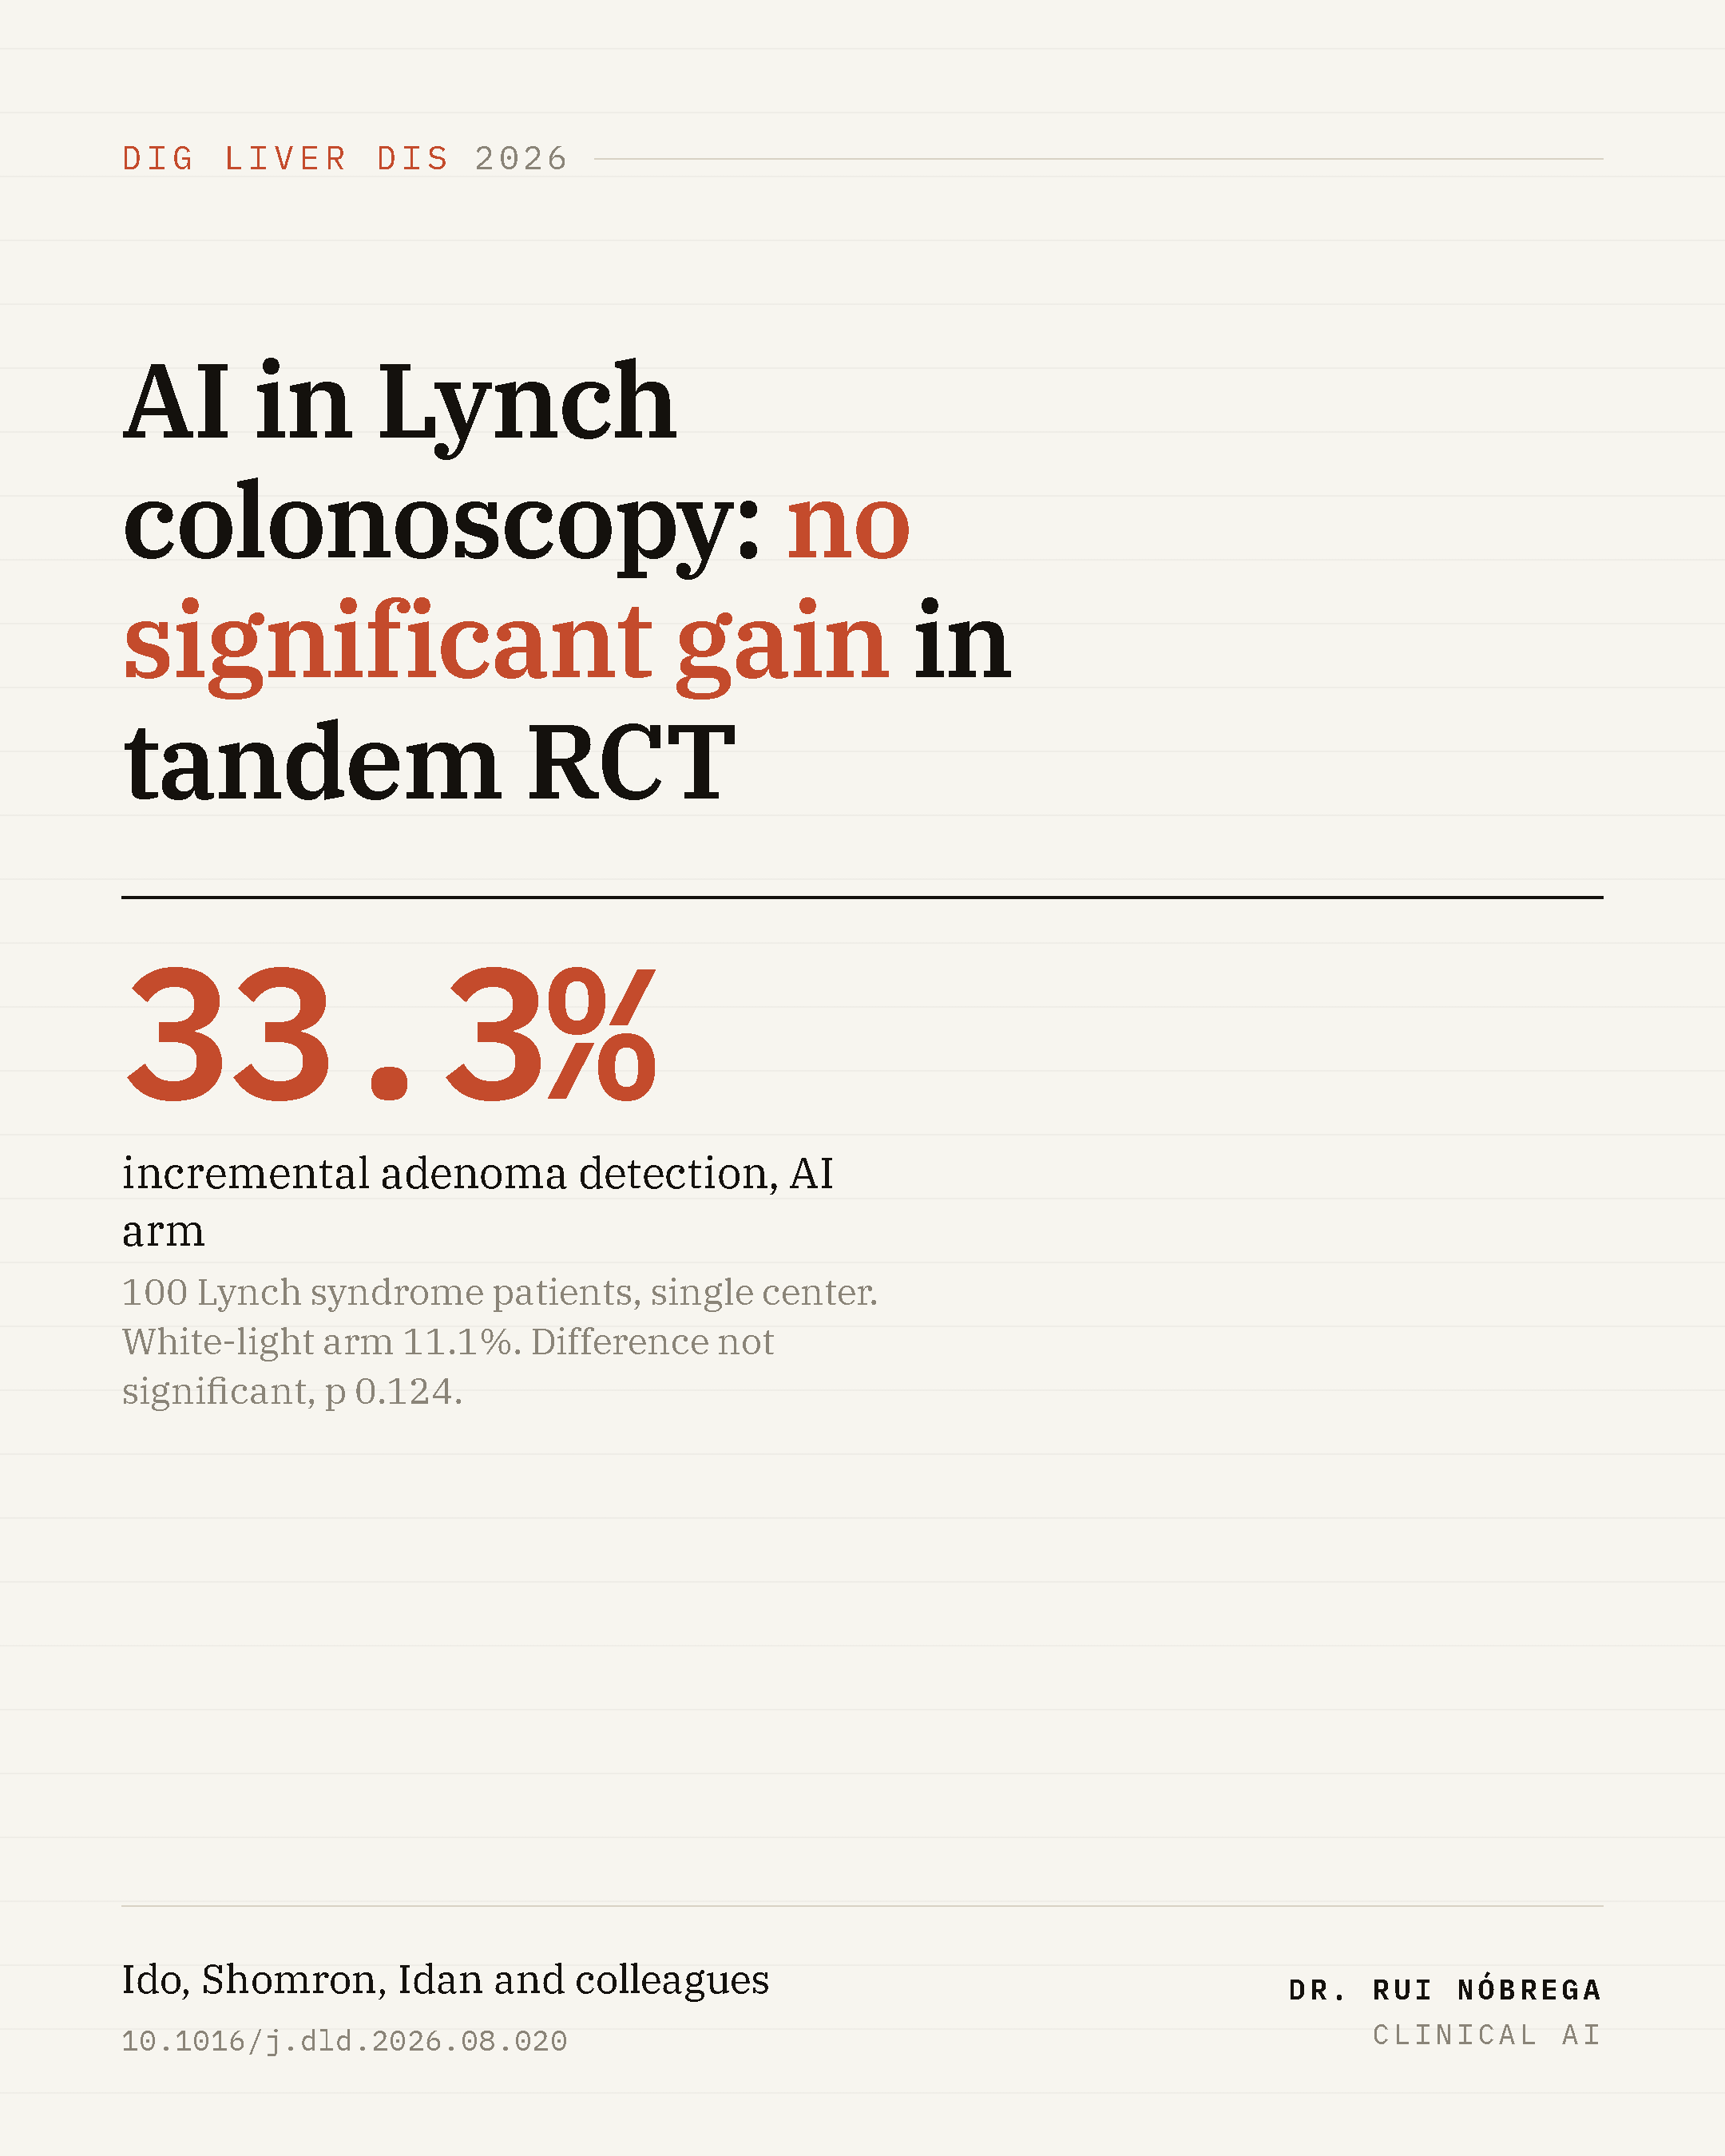 DIG LIVER DIS 2026
AI in Lynch
colonoscopy: no
significant gain in
tandem RCT
33.3%
incremental adenoma detection, AI
arm
100 Lynch syndrome patients, single center.
White-light arm 11.1%. Difference not
significant, p 0.124.
Ido, Shomron, Idan and colleagues
10.1016/j.dld.2026.08.020
DR. RUI NÓBREGA
CLINICAL AI